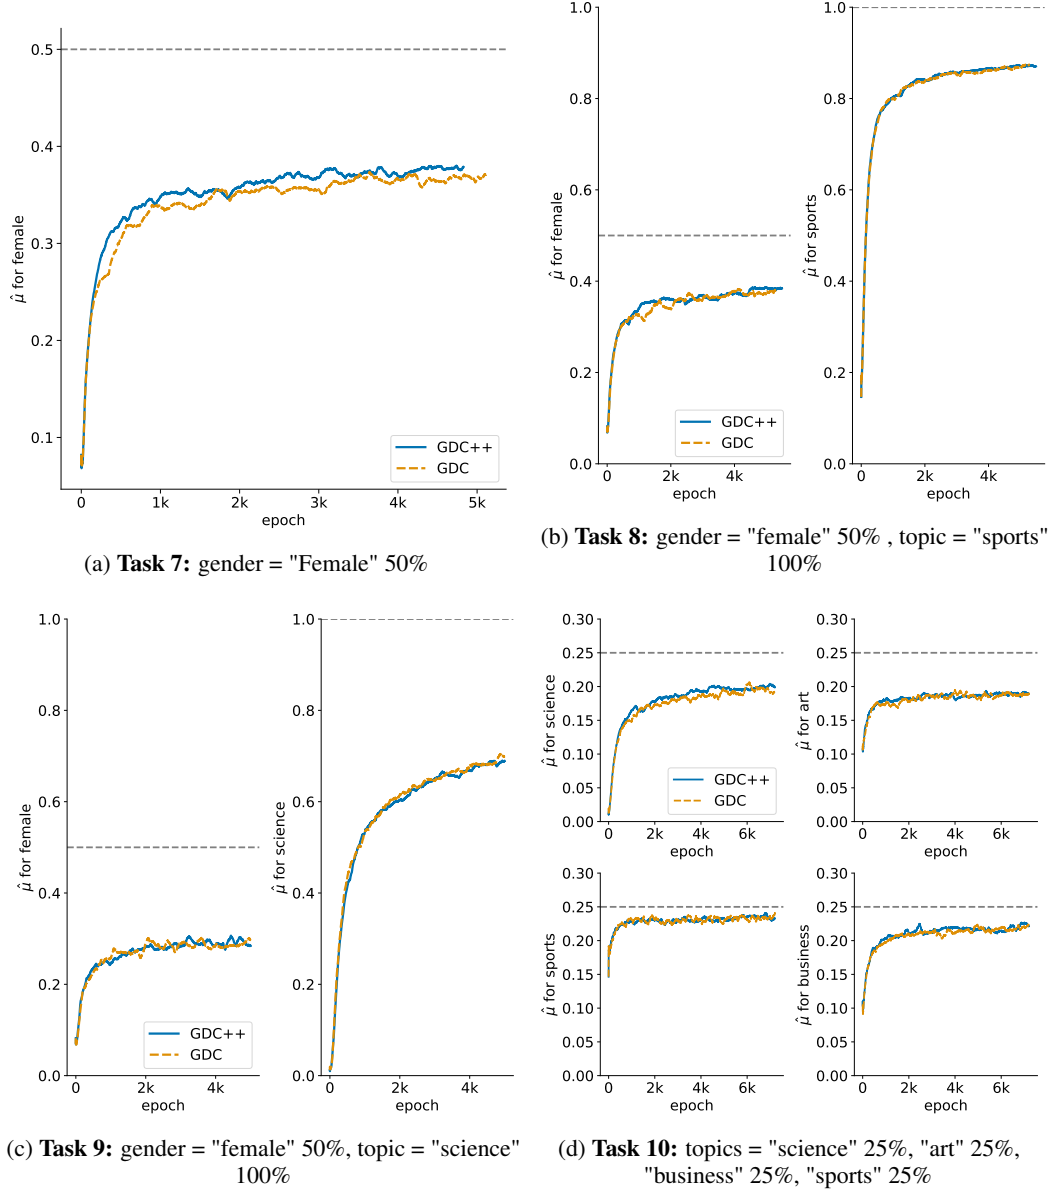 0.5
0.4
0.3
0.2
0.1
μ̂ for female
0 1k 2k 3k 4k 5k
epoch
GDC++
GDC
(a) Task 7: gender = "Female" 50%
1.0
0.8
0.6
0.4
0.2
0.0
μ̂ for female
0 2k 4k
epoch
GDC++
GDC
1.0
0.8
0.6
0.4
0.2
0.0
μ̂ for sports
0 2k 4k
epoch
(b) Task 8: gender = "female" 50% , topic = "sports"
100%
1.0
0.8
0.6
0.4
0.2
0.0
μ̂ for female
0 2k 4k
epoch
GDC++
GDC
1.0
0.8
0.6
0.4
0.2
0.0
μ̂ for science
0 2k 4k
epoch
(c) Task 9: gender = "female" 50%, topic = "science"
100%
0.30
0.25
0.20
0.15
0.10
0.05
0.00
μ̂ for science
0 2k 4k 6k
epoch
GDC++
GDC
0.30
0.25
0.20
0.15
0.10
0.05
0.00
μ̂ for art
0 2k 4k 6k
epoch
0.30
0.25
0.20
0.15
0.10
0.05
0.00
μ̂ for sports
0 2k 4k 6k
epoch
0.30
0.25
0.20
0.15
0.10
0.05
0.00
μ̂ for business
0 2k 4k 6k
epoch
(d) Task 10: topics = "science" 25%, "art" 25%,
"business" 25%, "sports" 25%